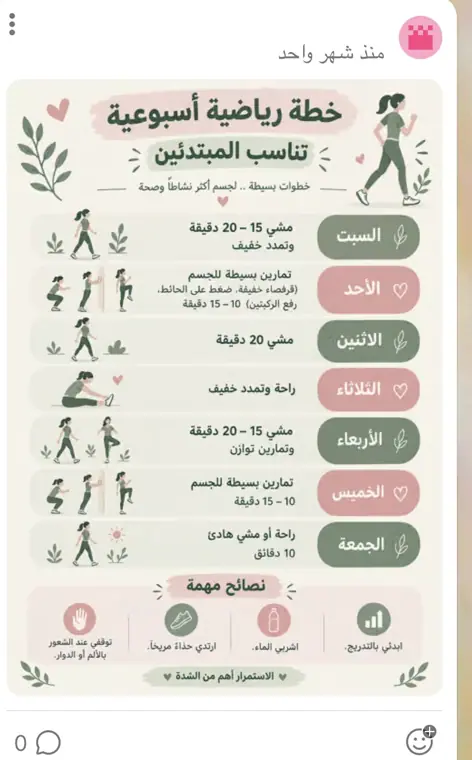 منذ شهر واحد
خطة رياضية أسبوعية
تناسب المبتدئين
خطوات بسيطة .. لجسم أكثر نشاطاً وصحة
السبت
مشي 15 – 20 دقيقة
وتمدد خفيف
الأحد
تمارين بسيطة للجسم
(قرفصاء خفيفة، ضغط على الحائط،
رفع الركبتين) 10 – 15 دقيقة
الاثنين
مشي 20 دقيقة
الثلاثاء
راحة وتمدد خفيف
الأربعاء
مشي 15 – 20 دقيقة
وتمارين توازن
الخميس
تمارين بسيطة للجسم
10 – 15 دقيقة
الجمعة
راحة أو مشي هادئ
10 دقائق
نصائح مهمة
ابدئي بالتدريج.
اشربي الماء.
ارتدي حذاءً مريحاً.
توقفي عند الشعور
بالألم أو الدوار.
الاستمرار أهم من الشدة
0